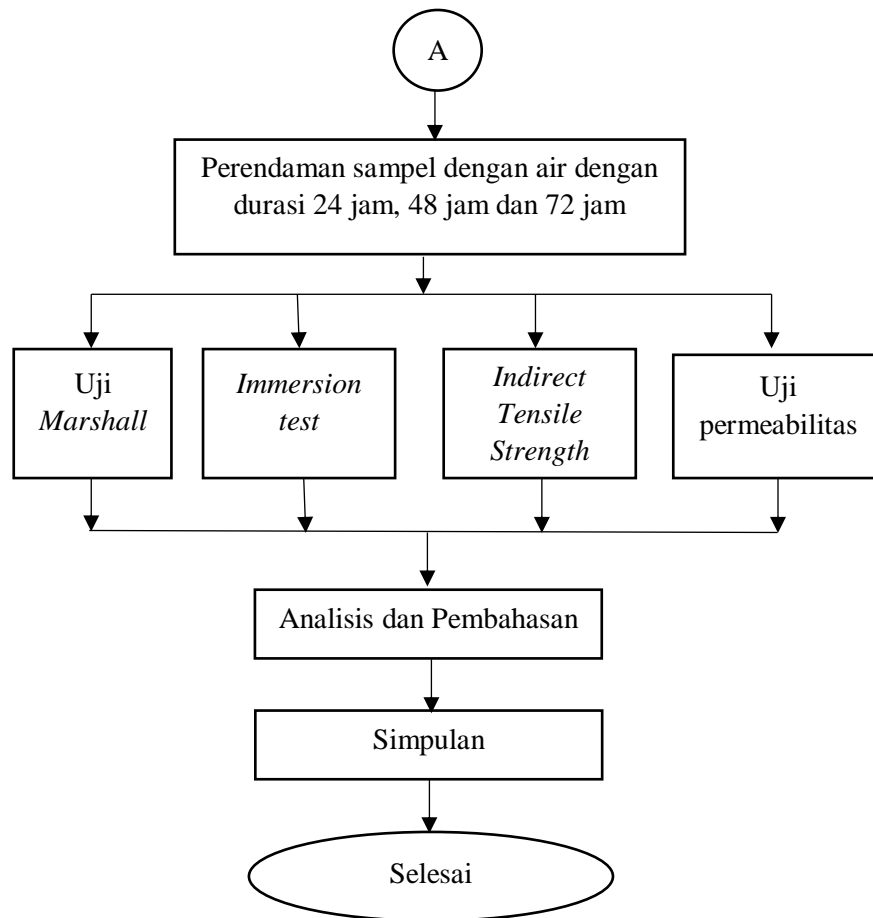 A
Perendaman sampel dengan air dengan
durasi 24 jam, 48 jam dan 72 jam
Uji
Marshall
Immersion
test
Indirect
Tensile
Strength
Uji
permeabilitas
Analisis dan Pembahasan
Simpulan
Selesai